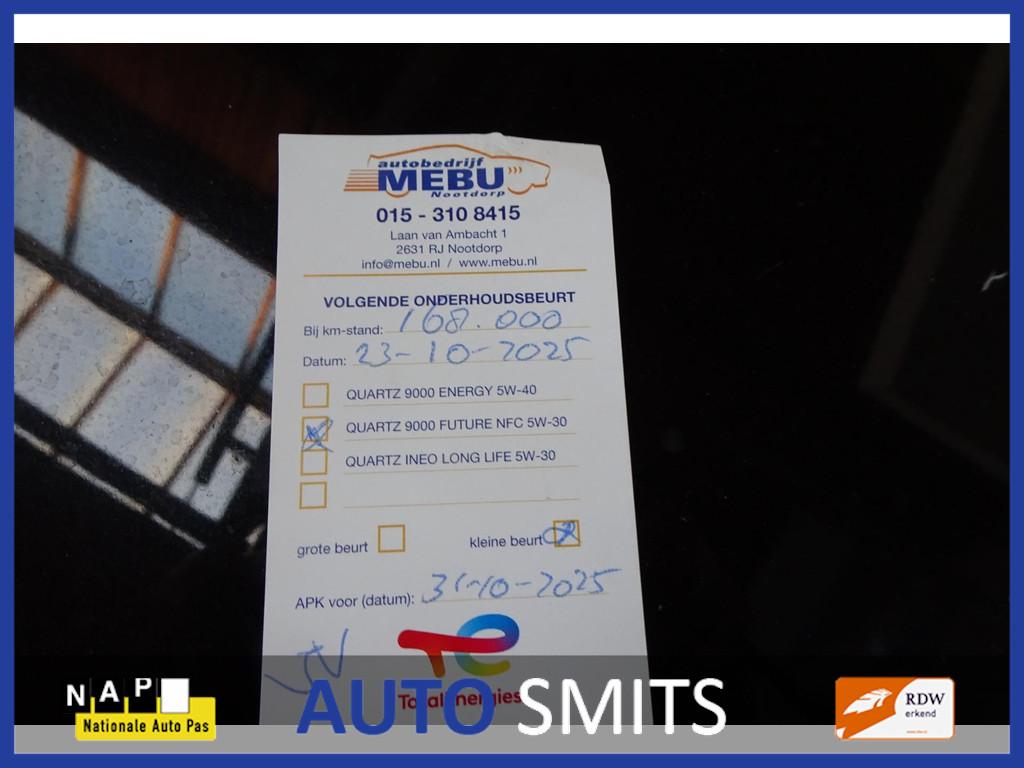 autobedrijf
MEBU
Nootdorp
015 - 310 8415
Laan van Ambacht 1
2631 RJ Nootdorp
info@mebu.nl / www.mebu.nl
VOLGENDE ONDERHOUDSBEURT
Bij km-stand: 168.000
Datum: 23-10-2025
QUARTZ 9000 ENERGY 5W-40
QUARTZ 9000 FUTURE NFC 5W-30
QUARTZ INEO LONG LIFE 5W-30
grote beurt kleine beurt
APK voor (datum): 31-10-2025
TotalEnergies
NAP
Nationale Auto Pas
AUTO SMITS
RDW
erkend